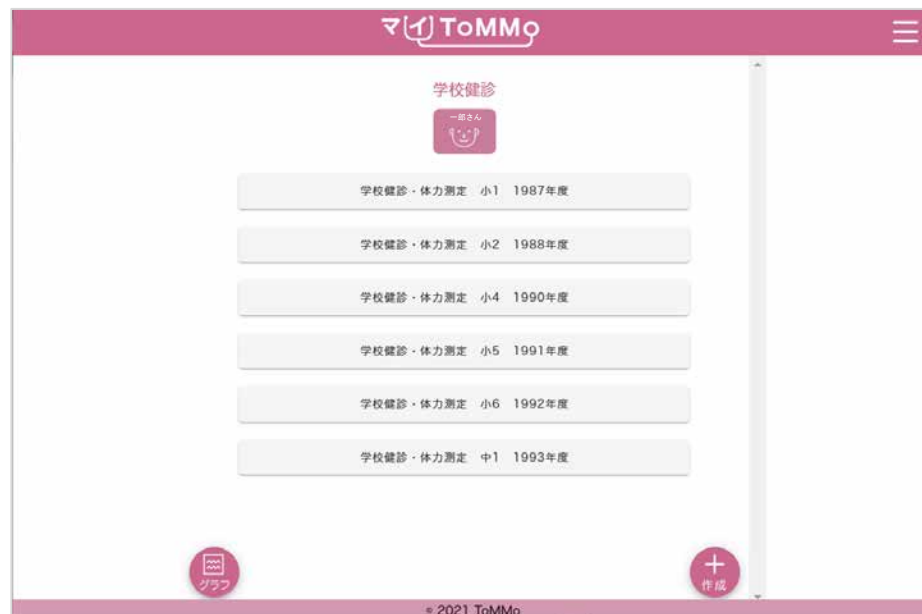 マイ ToMMo
学校健診
一郎さん
学校健診・体力測定　小1　1987年度
学校健診・体力測定　小2　1988年度
学校健診・体力測定　小4　1990年度
学校健診・体力測定　小5　1991年度
学校健診・体力測定　小6　1992年度
学校健診・体力測定　中1　1993年度
グラフ
作成
© 2021 ToMMo